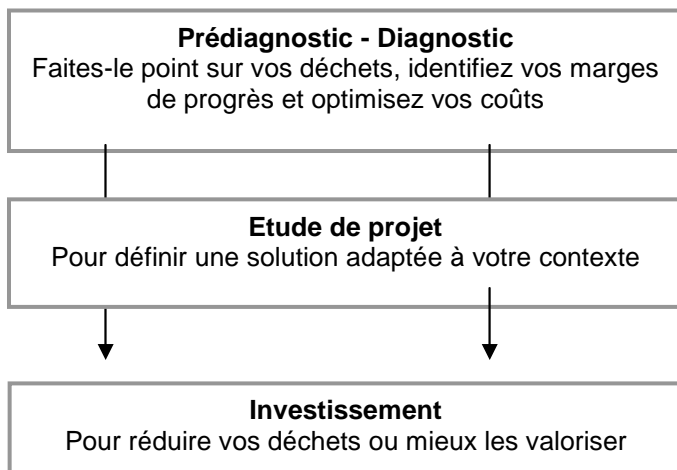 Prédiagnostic - Diagnostic
Faites-le point sur vos déchets, identifiez vos marges
de progrès et optimisez vos coûts
Etude de projet
Pour définir une solution adaptée à votre contexte
Investissement
Pour réduire vos déchets ou mieux les valoriser